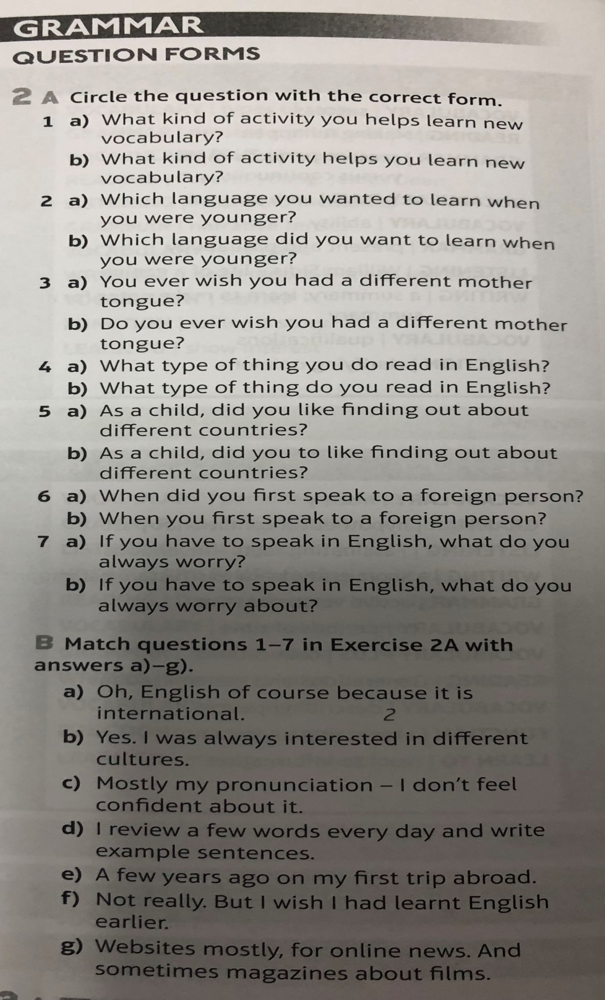 GRAMMAR
QUESTION FORMS
2 A Circle the question with the correct form.
1 a) What kind of activity you helps learn new
vocabulary?
b) What kind of activity helps you learn new
vocabulary?
2 a) Which language you wanted to learn when
you were younger?
b) Which language did you want to learn when
you were younger?
3 a) You ever wish you had a different mother
tongue?
b) Do you ever wish you had a different mother
tongue?
4 a) What type of thing you do read in English?
b) What type of thing do you read in English?
5 a) As a child, did you like finding out about
different countries?
b) As a child, did you to like finding out about
different countries?
6 a) When did you first speak to a foreign person?
b) When you first speak to a foreign person?
7 a) If you have to speak in English, what do you
always worry?
b) If you have to speak in English, what do you
always worry about?
B Match questions 1–7 in Exercise 2A with
answers a)–g).
a) Oh, English of course because it is
international. 2
b) Yes. I was always interested in different
cultures.
c) Mostly my pronunciation – I don't feel
confident about it.
d) I review a few words every day and write
example sentences.
e) A few years ago on my first trip abroad.
f) Not really. But I wish I had learnt English
earlier.
g) Websites mostly, for online news. And
sometimes magazines about films.